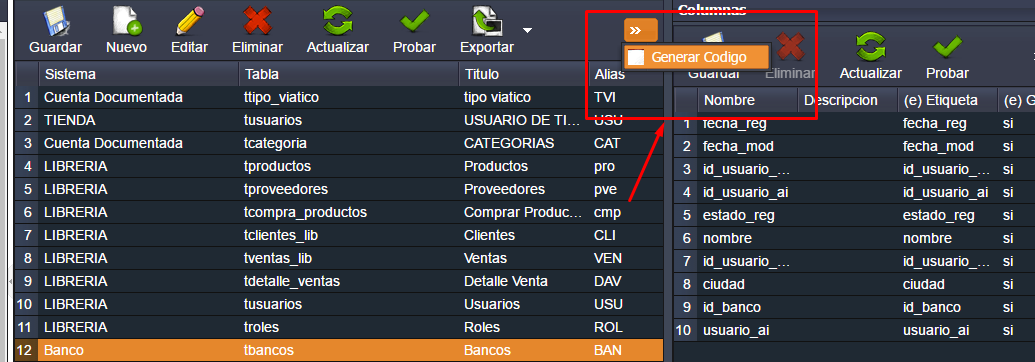 Columnas
»
Guardar Nuevo Editar Eliminar Actualizar Probar Exportar
Generar Codigo
Guardar Eliminar Actualizar Probar
Sistema Tabla Titulo Alias
1 Cuenta Documentada ttipo_viatico tipo viatico TVI
2 TIENDA tusuarios USUARIO DE TI... USU
3 Cuenta Documentada tcategoria CATEGORIAS CAT
4 LIBRERIA tproductos Productos pro
5 LIBRERIA tproveedores Proveedores pve
6 LIBRERIA tcompra_productos Comprar Produc... cmp
7 LIBRERIA tclientes_lib Clientes CLI
8 LIBRERIA tventas_lib Ventas VEN
9 LIBRERIA tdetalle_ventas Detalle Venta DAV
10 LIBRERIA tusuarios Usuarios USU
11 LIBRERIA troles Roles ROL
12 Banco tbancos Bancos BAN
Nombre Descripcion (e) Etiqueta (e) G
1 fecha_reg fecha_reg si
2 fecha_mod fecha_mod si
3 id_usuario_... id_usuario_... si
4 id_usuario_ai id_usuario_ai si
5 estado_reg estado_reg si
6 nombre nombre si
7 id_usuario_... id_usuario_... si
8 ciudad ciudad si
9 id_banco id_banco si
10 usuario_ai usuario_ai si